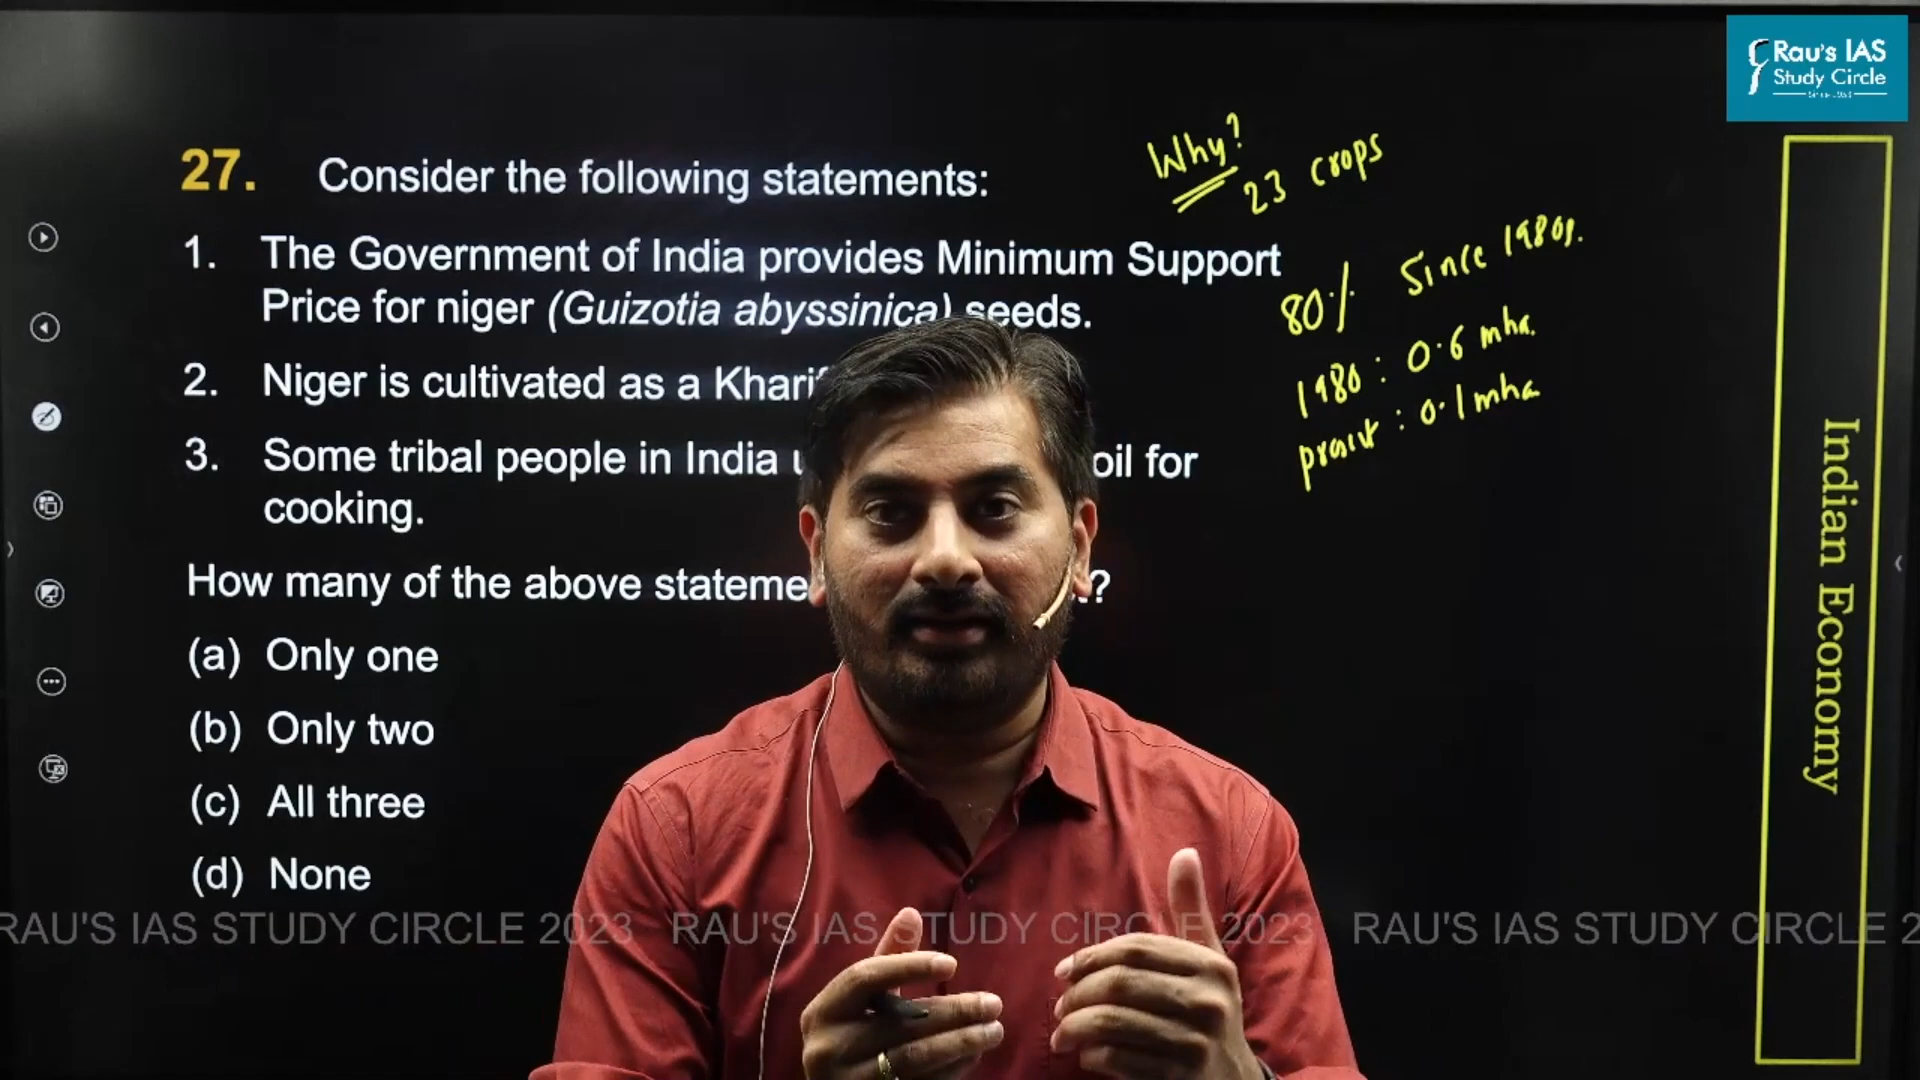 Rau's IAS
Study Circle
27. Consider the following statements:
1. The Government of India provides Minimum Support
Price for niger (Guizotia abyssinica) seeds.
2. Niger is cultivated as a Kharif
3. Some tribal people in India oil for
cooking.
How many of the above stateme ?
(a) Only one
(b) Only two
(c) All three
(d) None
Why?
23 crops
80% Since 1980s.
1980 : 0.6 mha.
: 0.1 mha
Indian Economy
RAU'S IAS STUDY CIRCLE 2023 RAU'S IAS STUDY CIRCLE 2023 RAU'S IAS STUDY CIRCLE 2